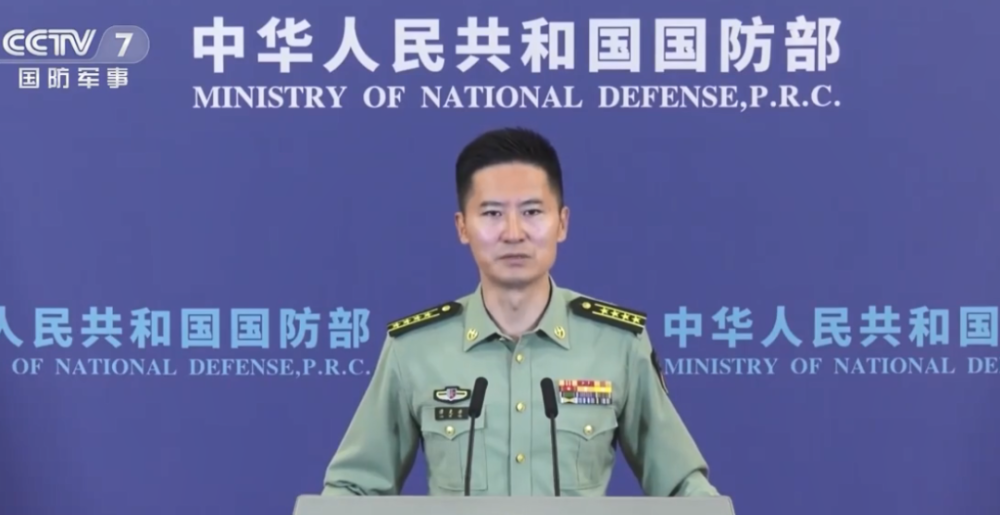 CCTV 7
国防军事
中华人民共和国国防部
MINISTRY OF NATIONAL DEFENSE,P.R.C.
人民共和国国防部
OF NATIONAL DEFENSE,P.R.C.
中华人民共和国
MINISTRY OF NATIONAL DE